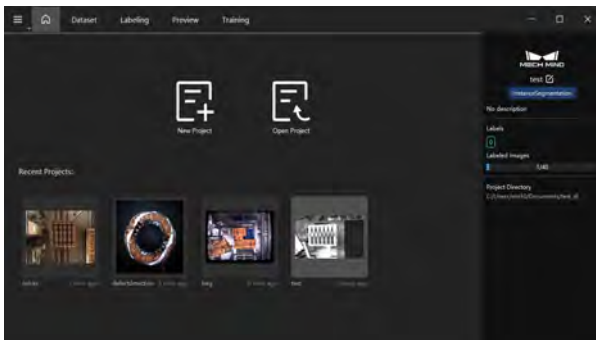 Dataset Labeling Preview Training
MECH MIND
test
InstanceSegmentation
No description
Labels
0
Labeled Images
1/40
New Project Open Project
Project Directory
Recent Projects:
test